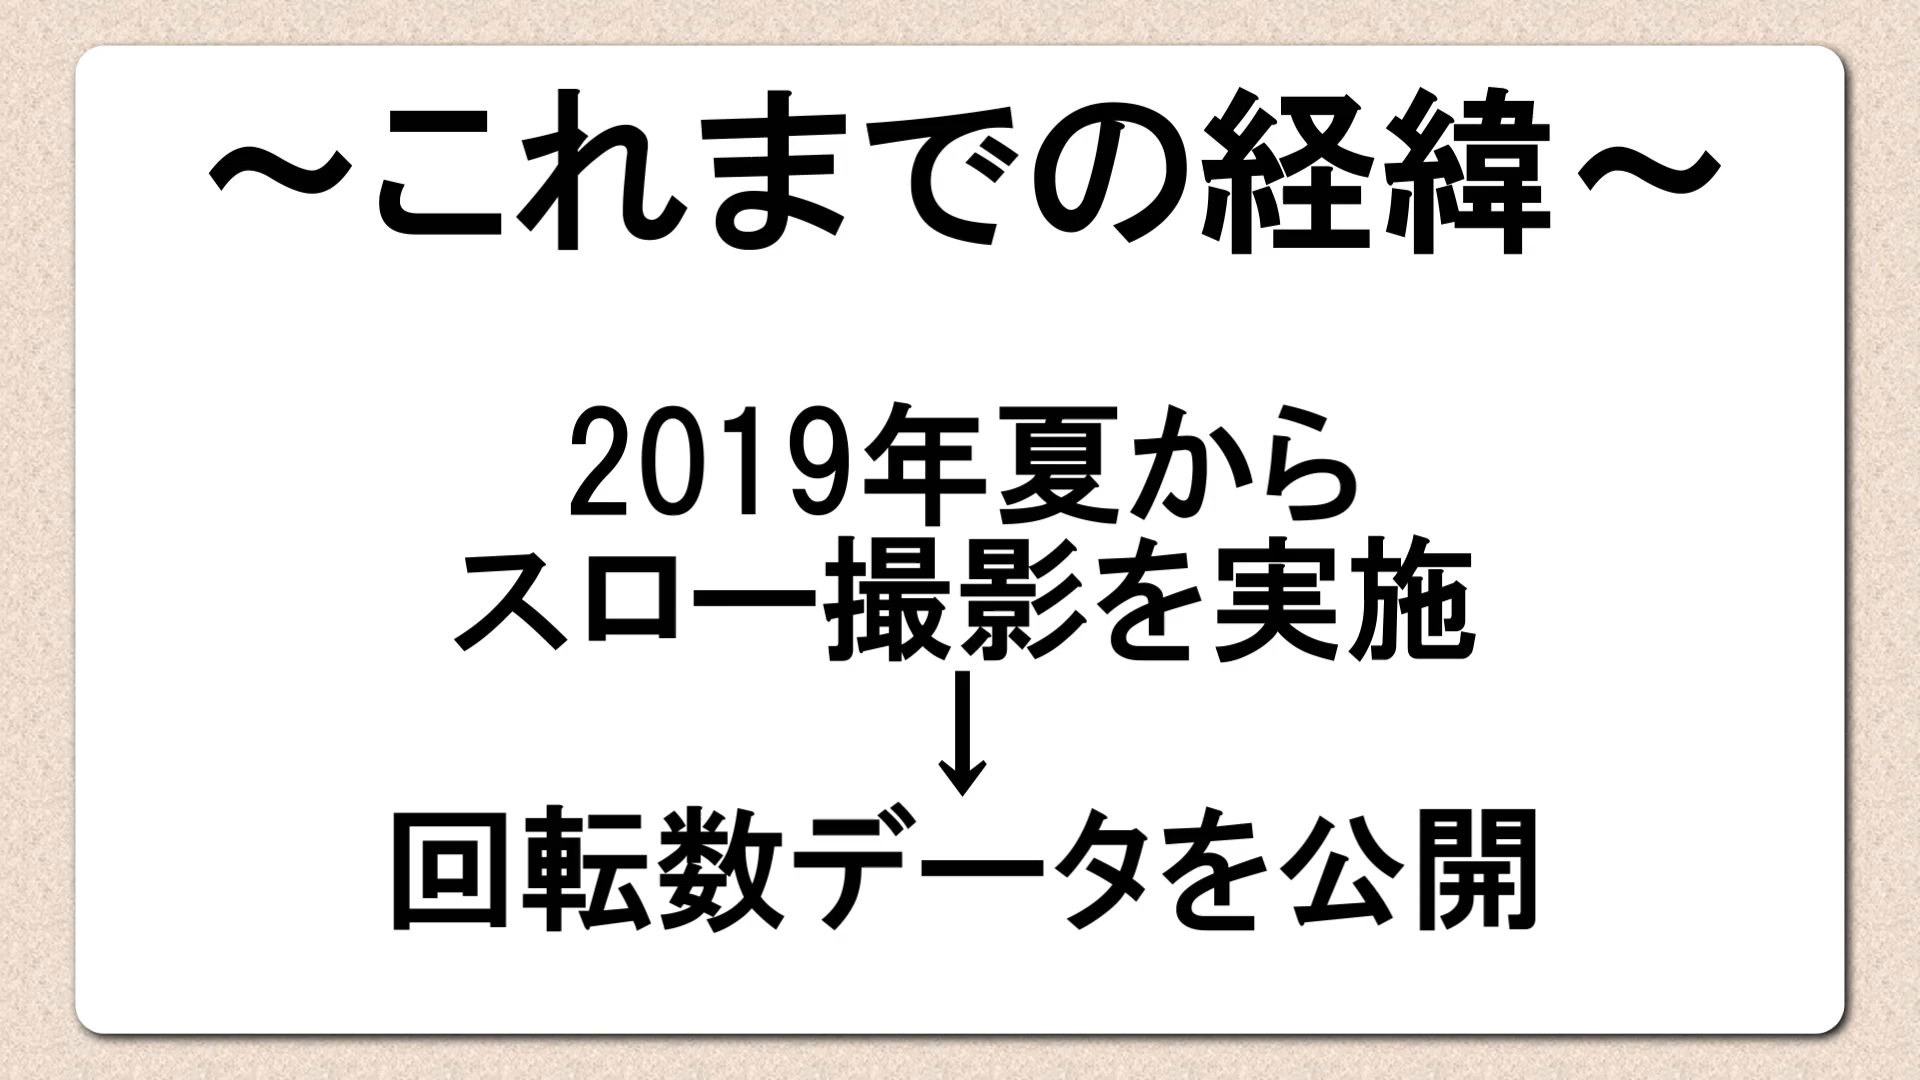 ～これまでの経緯～
2019年夏から
スロー撮影を実施
↓
回転数データを公開